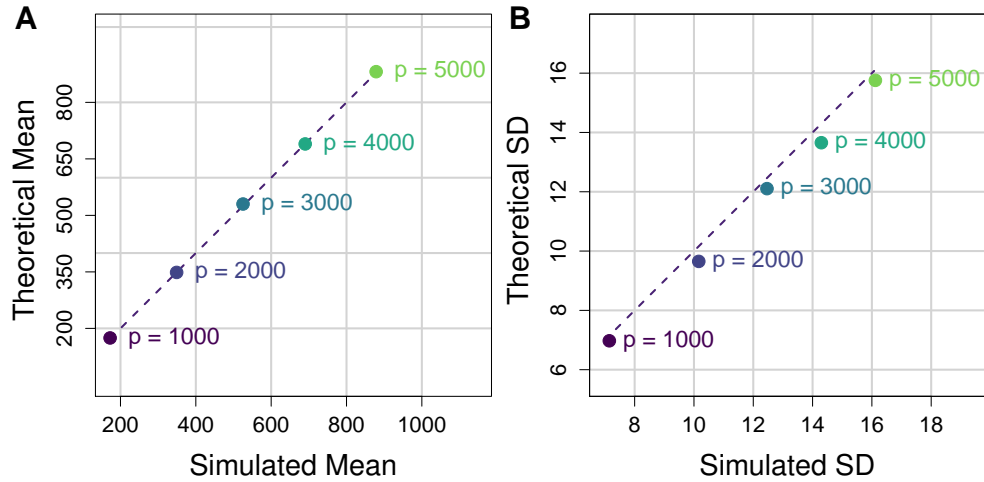 A
Theoretical Mean
800
650
500
350
200
p = 5000
p = 4000
p = 3000
p = 2000
p = 1000
200 400 600 800 1000
Simulated Mean
B
Theoretical SD
16
14
12
10
8
6
p = 5000
p = 4000
p = 3000
p = 2000
p = 1000
8 10 12 14 16 18
Simulated SD